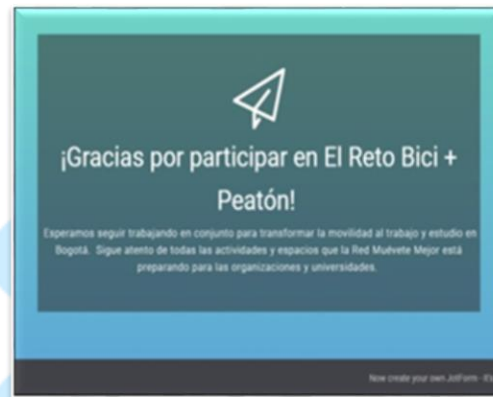 ¡Gracias por participar en El Reto Bici +
Peatón!
Esperamos seguir trabajando en conjunto para transformar la movilidad al trabajo y estudio en
Bogotá. Sigue atento de todas las actividades y espacios que la Red Muévete Mejor está
preparando para las organizaciones y universidades.
Now create your own JotForm - It's